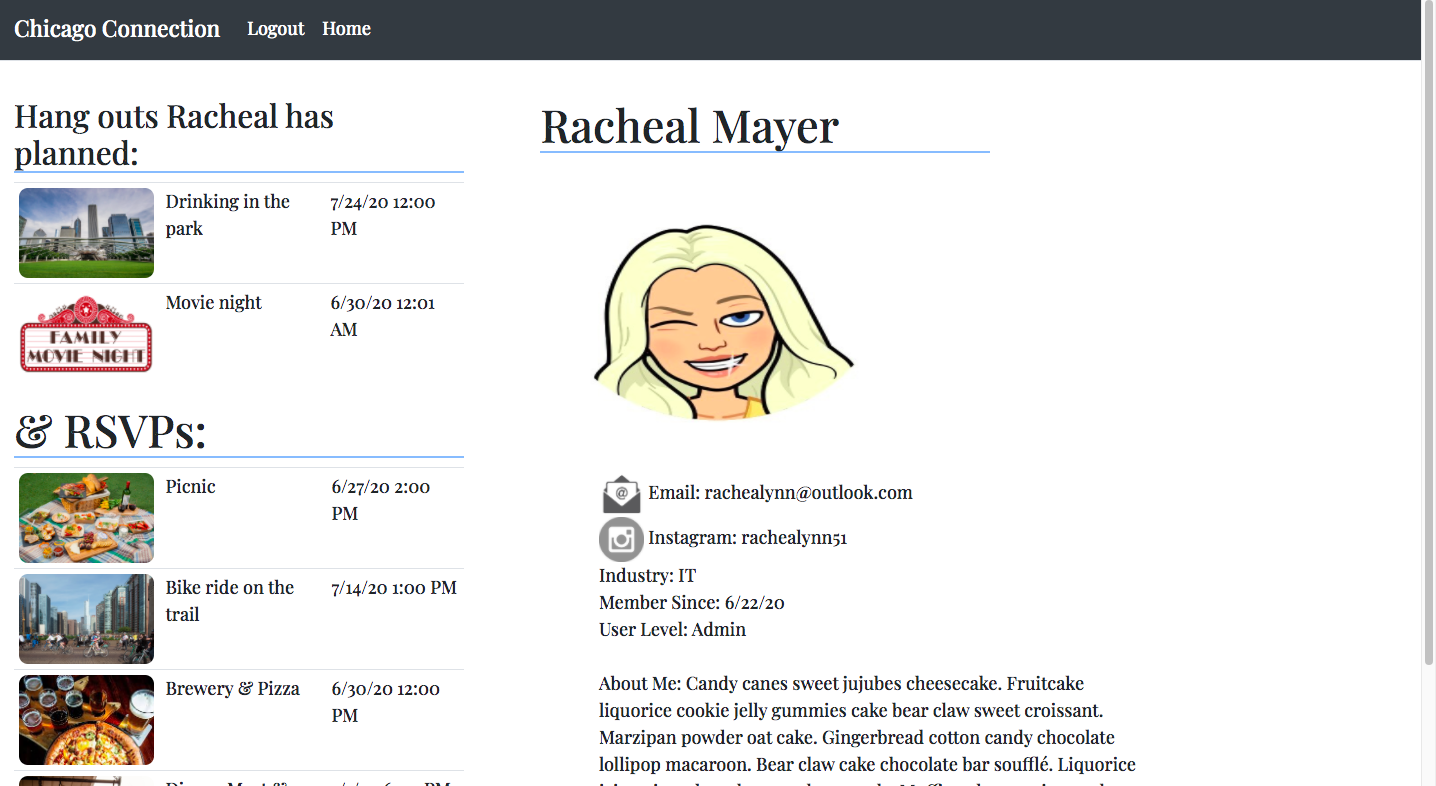 Chicago Connection Logout Home
Hang outs Racheal has
planned:
Drinking in the
park
7/24/20 12:00
PM
FAMILY
MOVIE NIGHT
Movie night
6/30/20 12:01
AM
& RSVPs:
Picnic
6/27/20 2:00
PM
Bike ride on the
trail
7/14/20 1:00 PM
Brewery & Pizza
6/30/20 12:00
PM
Racheal Mayer
@
Email: rachealynn@outlook.com
Instagram: rachealynn51
Industry: IT
Member Since: 6/22/20
User Level: Admin
About Me: Candy canes sweet jujubes cheesecake. Fruitcake
liquorice cookie jelly gummies cake bear claw sweet croissant.
Marzipan powder oat cake. Gingerbread cotton candy chocolate
lollipop macaroon. Bear claw cake chocolate bar soufflé. Liquorice